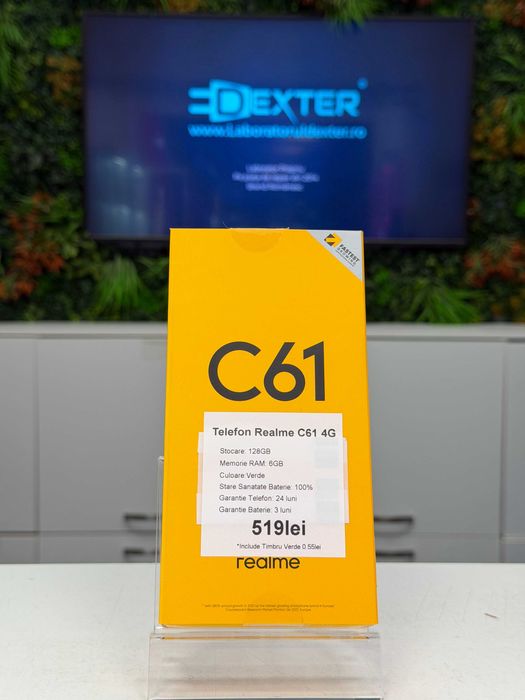 DEXTER
www.Laboratoruldexter.ro
FASTEST
C61
Telefon Realme C61 4G
Stocare: 128GB
Memorie RAM: 6GB
Culoare:Verde
Stare Sanatate Baterie: 100%
Garantie Telefon: 24 luni
Garantie Baterie: 3 luni
519lei
*Include Timbru Verde 0.55lei
realme